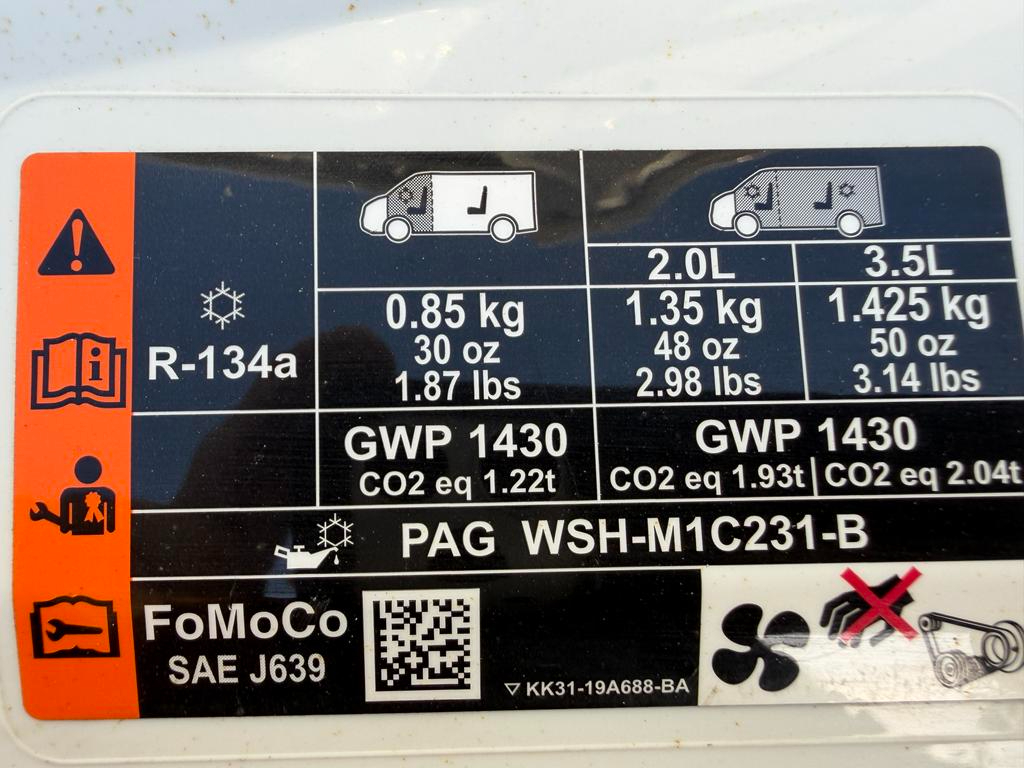 2.0L 3.5L
R-134a
0.85 kg
30 oz
1.87 lbs
1.35 kg
48 oz
2.98 lbs
1.425 kg
50 oz
3.14 lbs
GWP 1430
CO2 eq 1.22t
GWP 1430
CO2 eq 1.93t CO2 eq 2.04t
PAG WSH-M1C231-B
FoMoCo
SAE J639
KK31-19A688-BA